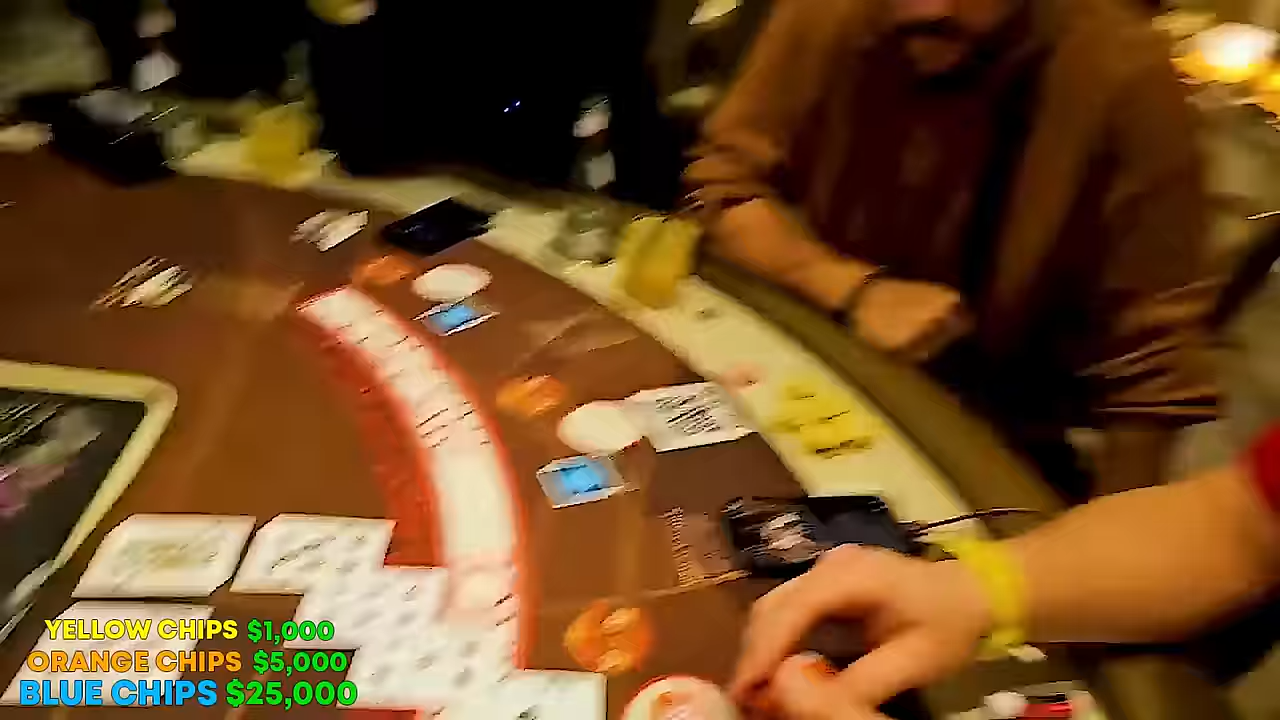 YELLOW CHIPS $1,000
ORANGE CHIPS $5,000
BLUE CHIPS $25,000